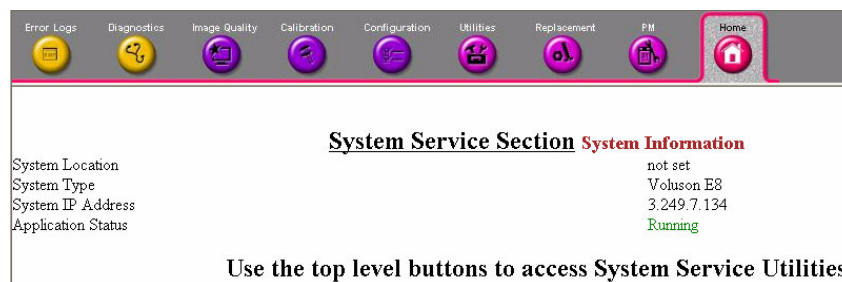 Error Logs Diagnostics Image Quality Calibration Configuration Utilities Replacement PM Home
System Service Section System Information
System Location not set
System Type Voluson E8
System IP Address 3.249.7.134
Application Status Running
Use the top level buttons to access System Service Utilities